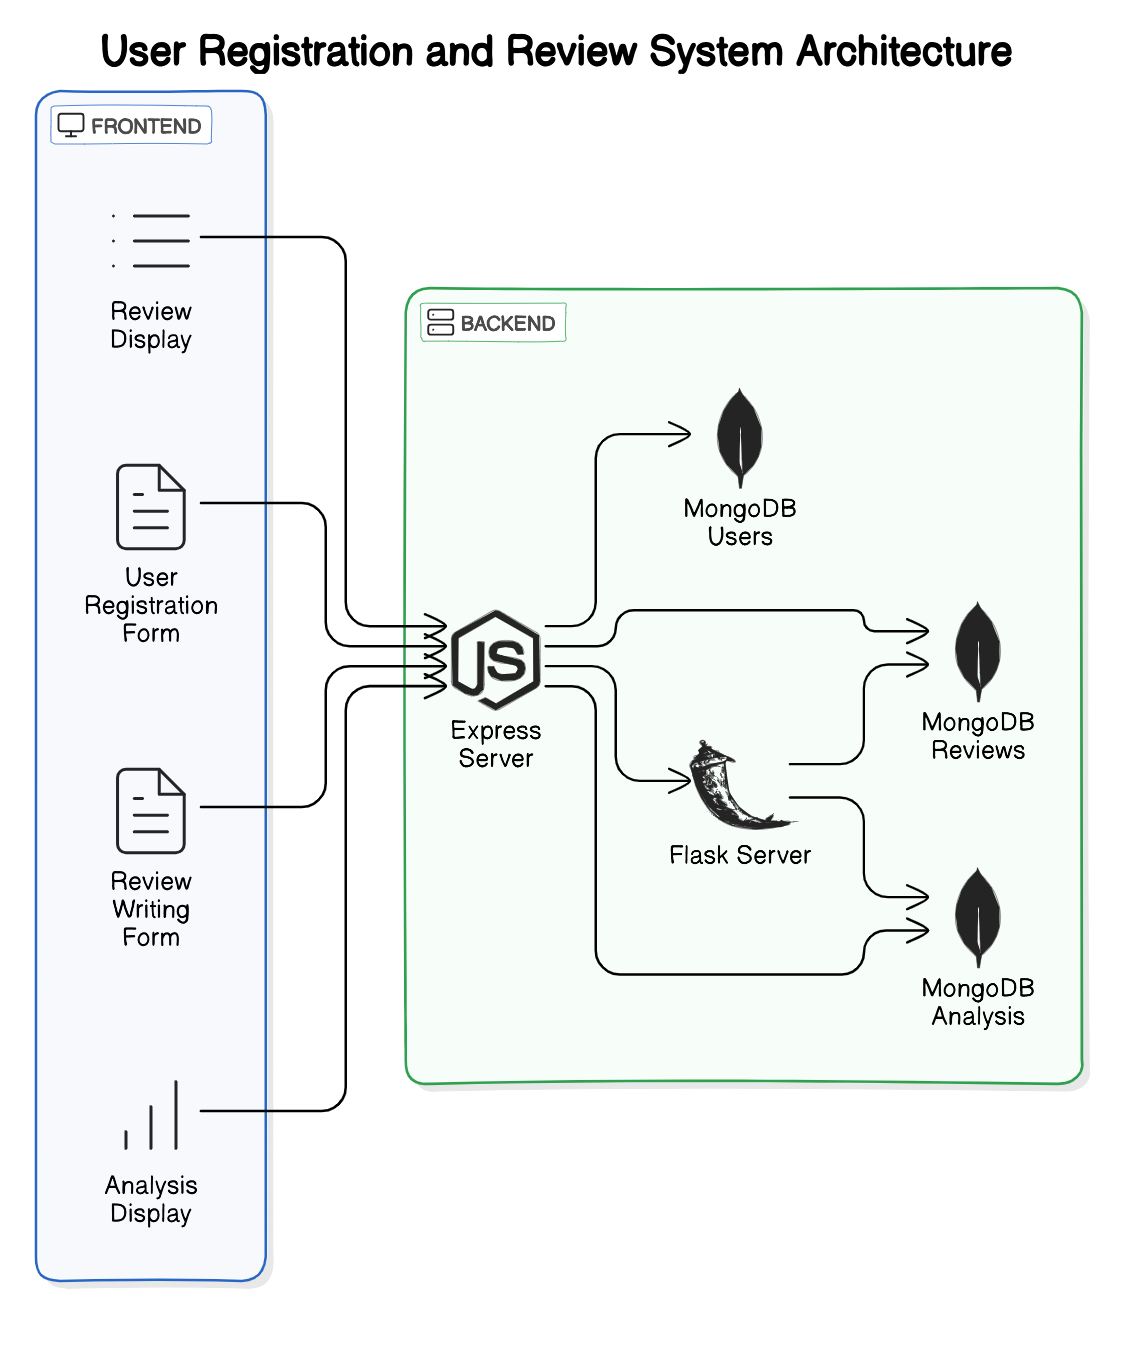 User Registration and Review System Architecture
FRONTEND
Review
Display
User
Registration
Form
Review
Writing
Form
Analysis
Display
BACKEND
JS
Express
Server
MongoDB
Users
MongoDB
Reviews
Flask Server
MongoDB
Analysis